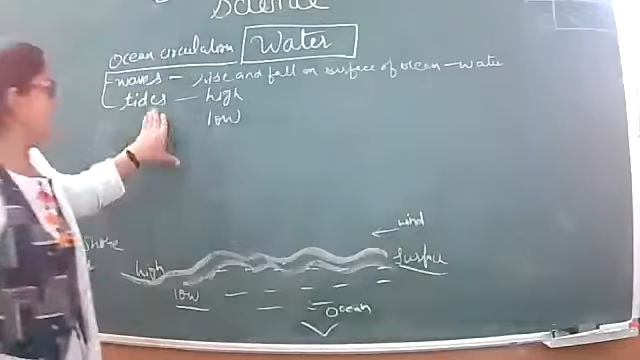 Science
Ocean circulation Water
waves — rise and fall on surface of ocean — water
tides — high
low
wind
shore
surface
high
low
Ocean